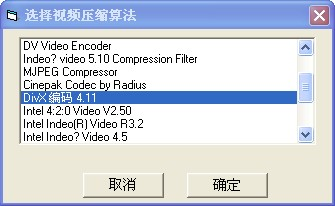 选择视频压缩算法
DV Video Encoder
Indeo? video 5.10 Compression Filter
MJPEG Compressor
Cinepak Codec by Radius
DivX 编码 4.11
Intel 4:2:0 Video V2.50
Intel Indeo(R) Video R3.2
Intel Indeo? Video 4.5
取消
确定